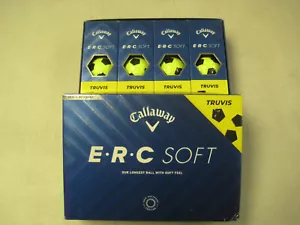 Callaway Callaway Callaway Callaway
E·R·C SOFT E·R·C SOFT E·R·C SOFT E·R·C SOFT
TRUVIS TRUVIS TRUVIS TRUVIS
Callaway
TRUVIS
E·R·C SOFT
OUR LONGEST BALL WITH SOFT FEEL